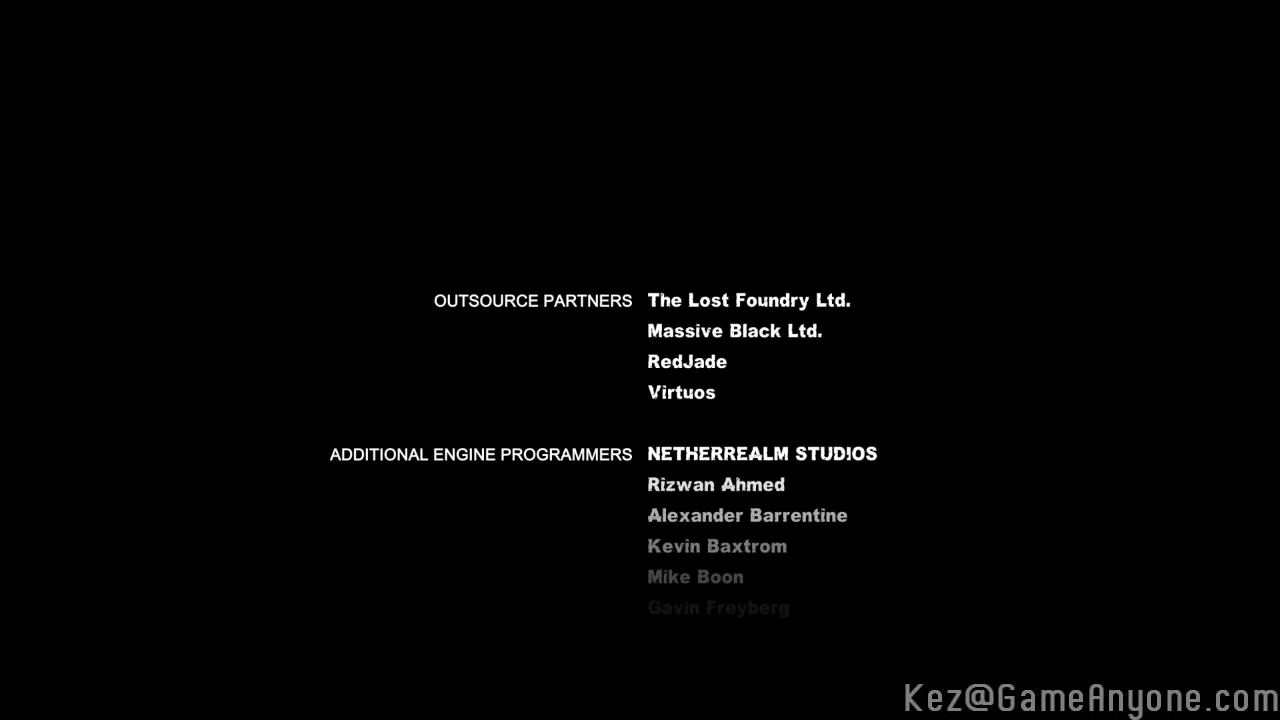 OUTSOURCE PARTNERS The Lost Foundry Ltd.
Massive Black Ltd.
RedJade
Virtuos
ADDITIONAL ENGINE PROGRAMMERS NETHERREALM STUDIOS
Rizwan Ahmed
Alexander Barrentine
Kevin Baxtrom
Mike Boon
Gavin Freyberg
Kez@GameAnyone.com